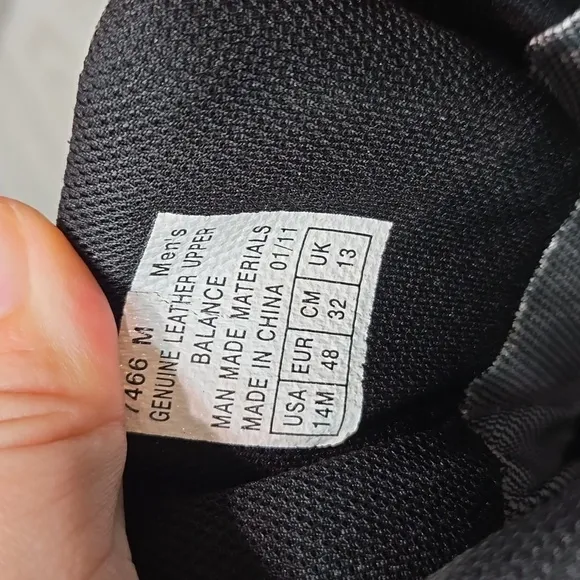 7466 M Men's
GENUINE LEATHER UPPER
BALANCE
MAN MADE MATERIALS
MADE IN CHINA 01/11
USA EUR CM UK
14M 48 32 13